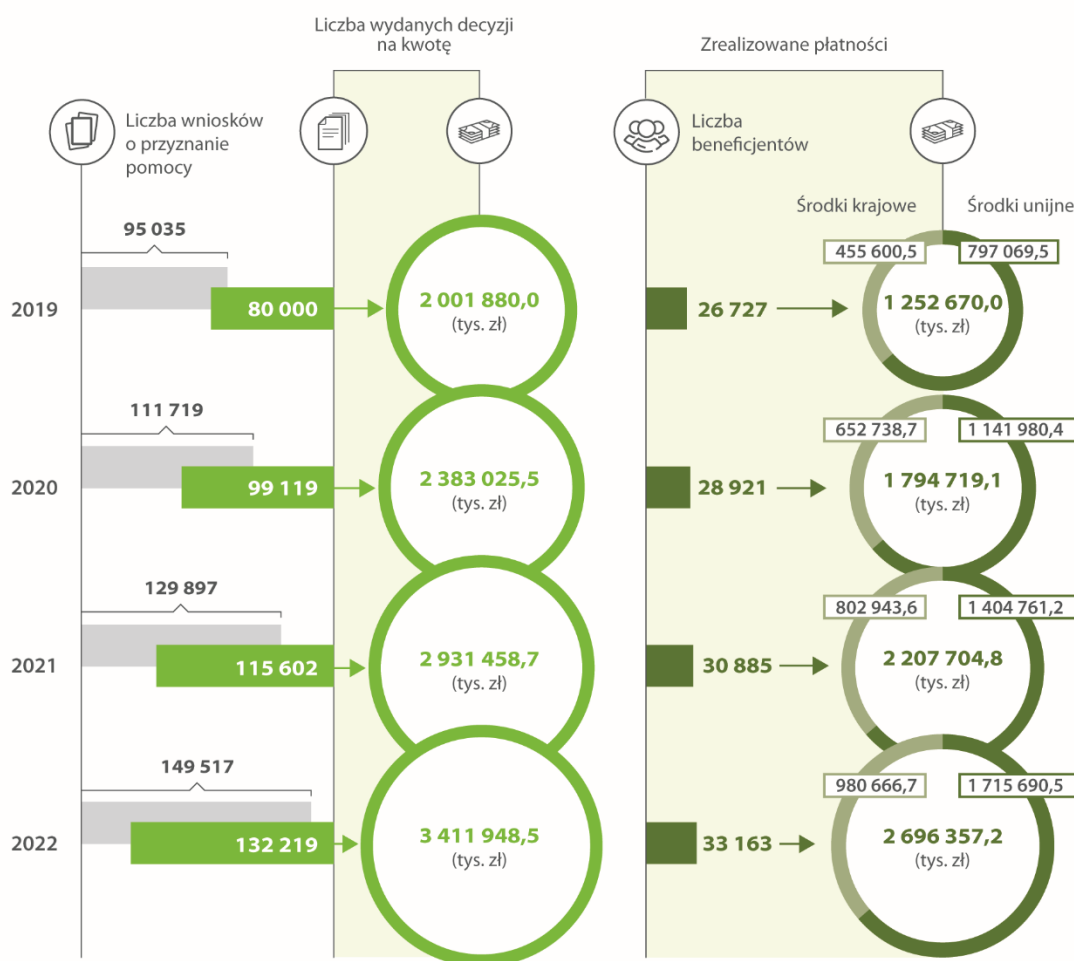 Liczba wydanych decyzji
na kwotę
Zrealizowane płatności
Liczba wniosków
o przyznanie
pomocy
Liczba
beneficjentów
Środki krajowe
Środki unijne
2019
95 035
80 000
2 001 880,0
(tys. zł)
26 727
455 600,5
797 069,5
1 252 670,0
(tys. zł)
2020
111 719
99 119
2 383 025,5
(tys. zł)
28 921
652 738,7
1 141 980,4
1 794 719,1
(tys. zł)
2021
129 897
115 602
2 931 458,7
(tys. zł)
30 885
802 943,6
1 404 761,2
2 207 704,8
(tys. zł)
2022
149 517
132 219
3 411 948,5
(tys. zł)
33 163
980 666,7
1 715 690,5
2 696 357,2
(tys. zł)